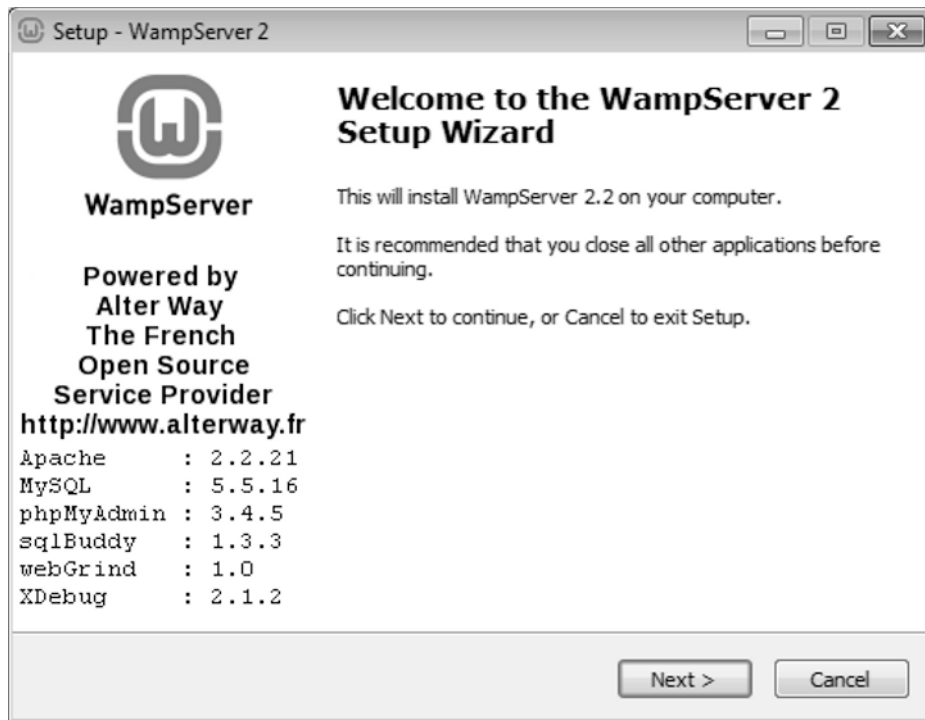 Setup - WampServer 2
WampServer
Powered by
Alter Way
The French
Open Source
Service Provider
http://www.alterway.fr
Apache : 2.2.21
MySQL : 5.5.16
phpMyAdmin : 3.4.5
sqlBuddy : 1.3.3
webGrind : 1.0
XDebug : 2.1.2
Welcome to the WampServer 2
Setup Wizard
This will install WampServer 2.2 on your computer.
It is recommended that you close all other applications before
continuing.
Click Next to continue, or Cancel to exit Setup.
Next >
Cancel